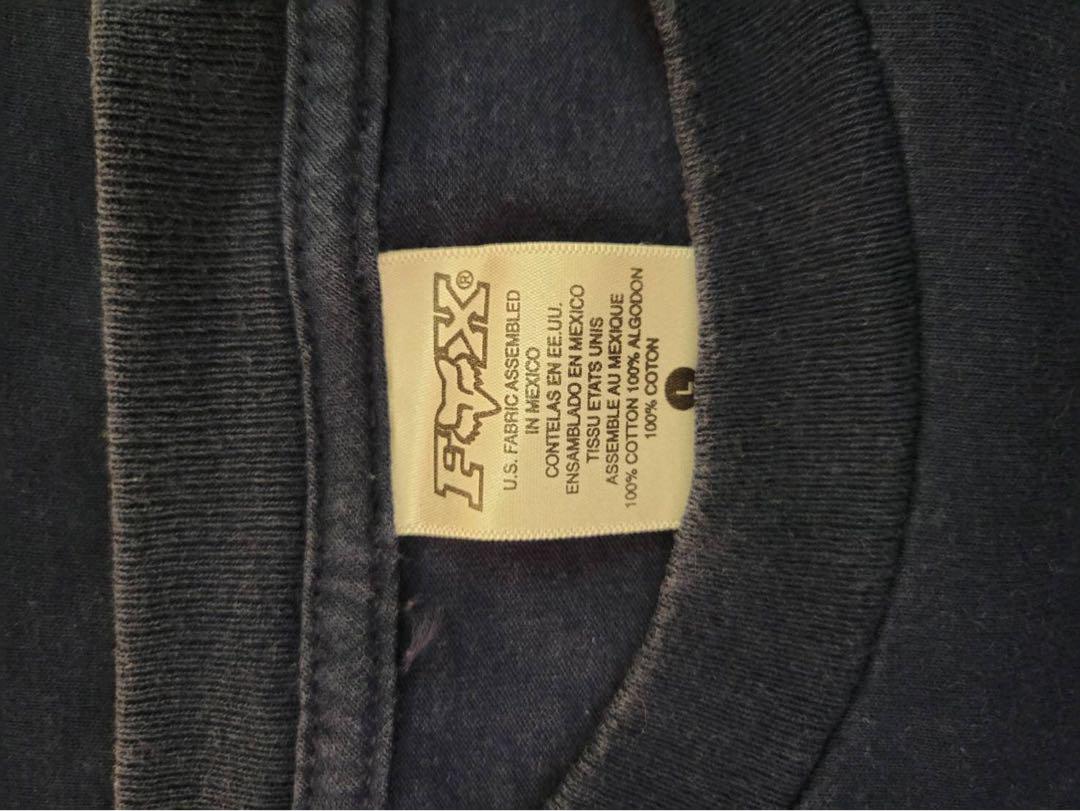 FOX®
U.S. FABRIC ASSEMBLED
IN MEXICO
CONTELAS EN EE.UU.
ENSAMBLADO EN MEXICO
TISSU ETATS UNIS
ASSEMBLE AU MEXIQUE
100% COTTON 100% ALGODON
100% COTON
L